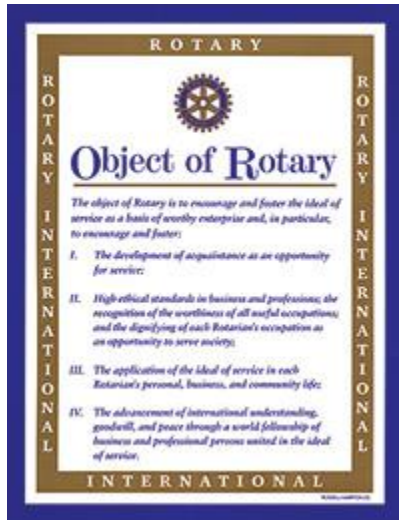 ROTARY
ROTARY INTERNATIONAL
ROTARY INTERNATIONAL
Object of Rotary
The object of Rotary is to encourage and foster the ideal of
service as a basis of worthy enterprise and, in particular,
to encourage and foster:
I. The development of acquaintance as an opportunity
for service;
II. High ethical standards in business and professions; the
recognition of the worthiness of all useful occupations;
and the dignifying of each Rotarian's occupation as
an opportunity to serve society;
III. The application of the ideal of service in each
Rotarian's personal, business, and community life;
IV. The advancement of international understanding,
goodwill, and peace through a world fellowship of
business and professional persons united in the ideal
of service.
INTERNATIONAL